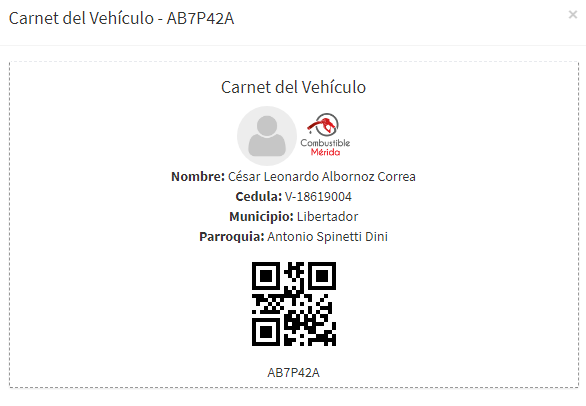 Carnet del Vehículo - AB7P42A
×
Carnet del Vehículo
Combustible
Mérida
Nombre: César Leonardo Albornoz Correa
Cedula: V-18619004
Municipio: Libertador
Parroquia: Antonio Spinetti Dini
AB7P42A